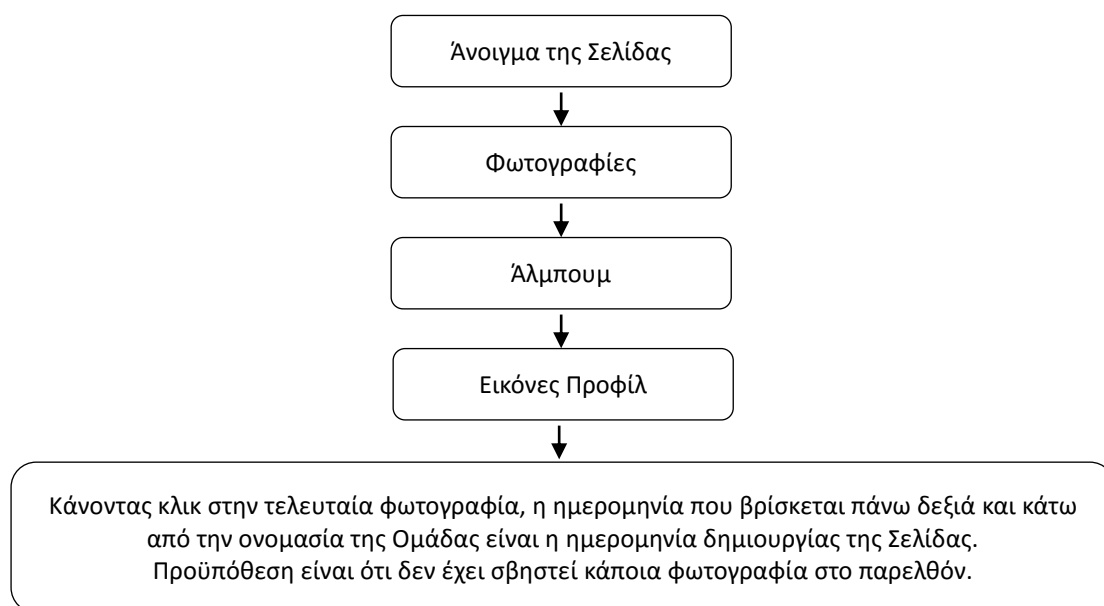 Άνοιγμα της Σελίδας
Φωτογραφίες
Άλμπουμ
Εικόνες Προφίλ
Κάνοντας κλικ στην τελευταία φωτογραφία, η ημερομηνία που βρίσκεται πάνω δεξιά και κάτω
από την ονομασία της Ομάδας είναι η ημερομηνία δημιουργίας της Σελίδας.
Προϋπόθεση είναι ότι δεν έχει σβηστεί κάποια φωτογραφία στο παρελθόν.